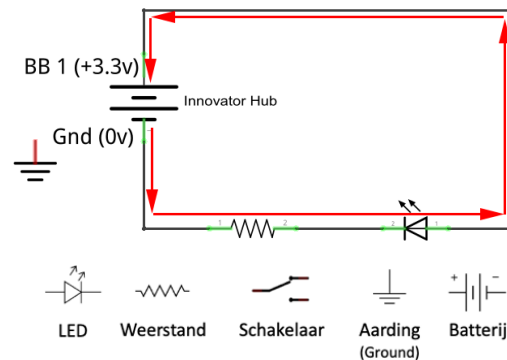 BB 1 (+3.3v)
Innovator Hub
Gnd (0v)
1 2
2 1
+ −
LED Weerstand Schakelaar Aarding Batterij
(Ground)